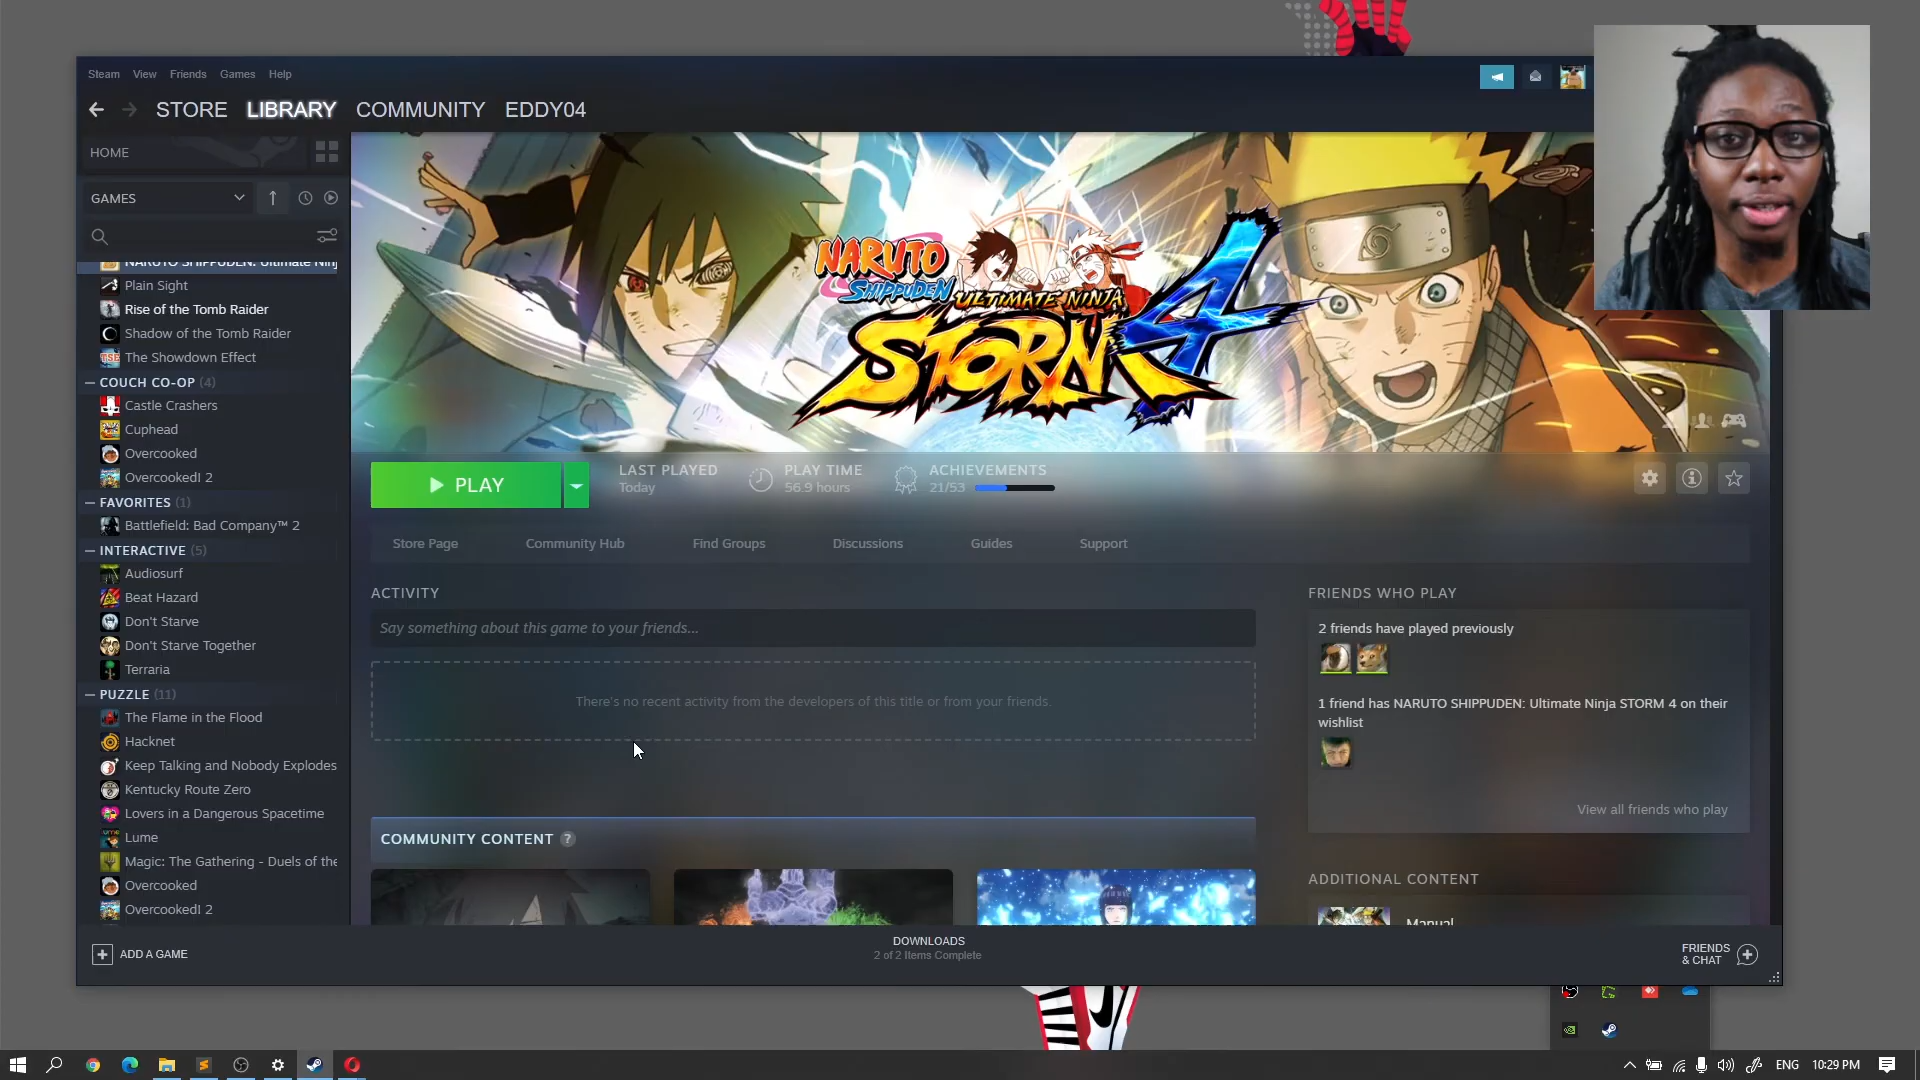 Steam View Friends Games Help
STORE LIBRARY COMMUNITY EDDY04
HOME
GAMES
NARUTO SHIPPUDEN: Ultimate Ninj
Plain Sight
Rise of the Tomb Raider
Shadow of the Tomb Raider
The Showdown Effect
— COUCH CO-OP (4)
Castle Crashers
Cuphead
Overcooked
Overcooked! 2
— FAVORITES (1)
Battlefield: Bad Company™ 2
— INTERACTIVE (5)
Audiosurf
Beat Hazard
Don't Starve
Don't Starve Together
Terraria
— PUZZLE (11)
The Flame in the Flood
Hacknet
Keep Talking and Nobody Explodes
Kentucky Route Zero
Lovers in a Dangerous Spacetime
Lume
Magic: The Gathering - Duels of the
Overcooked
Overcooked! 2
ADD A GAME
NARUTO
SHIPPUDEN
ULTIMATE NINJA
STORM 4
PLAY
LAST PLAYED
Today
PLAY TIME
56.9 hours
ACHIEVEMENTS
21/53
Store Page Community Hub Find Groups Discussions Guides Support
ACTIVITY
Say something about this game to your friends...
There's no recent activity from the developers of this title or from your friends.
COMMUNITY CONTENT ?
FRIENDS WHO PLAY
2 friends have played previously
1 friend has NARUTO SHIPPUDEN: Ultimate Ninja STORM 4 on their
wishlist
View all friends who play
ADDITIONAL CONTENT
Manual
DOWNLOADS
2 of 2 Items Complete
FRIENDS
& CHAT
ENG 10:29 PM